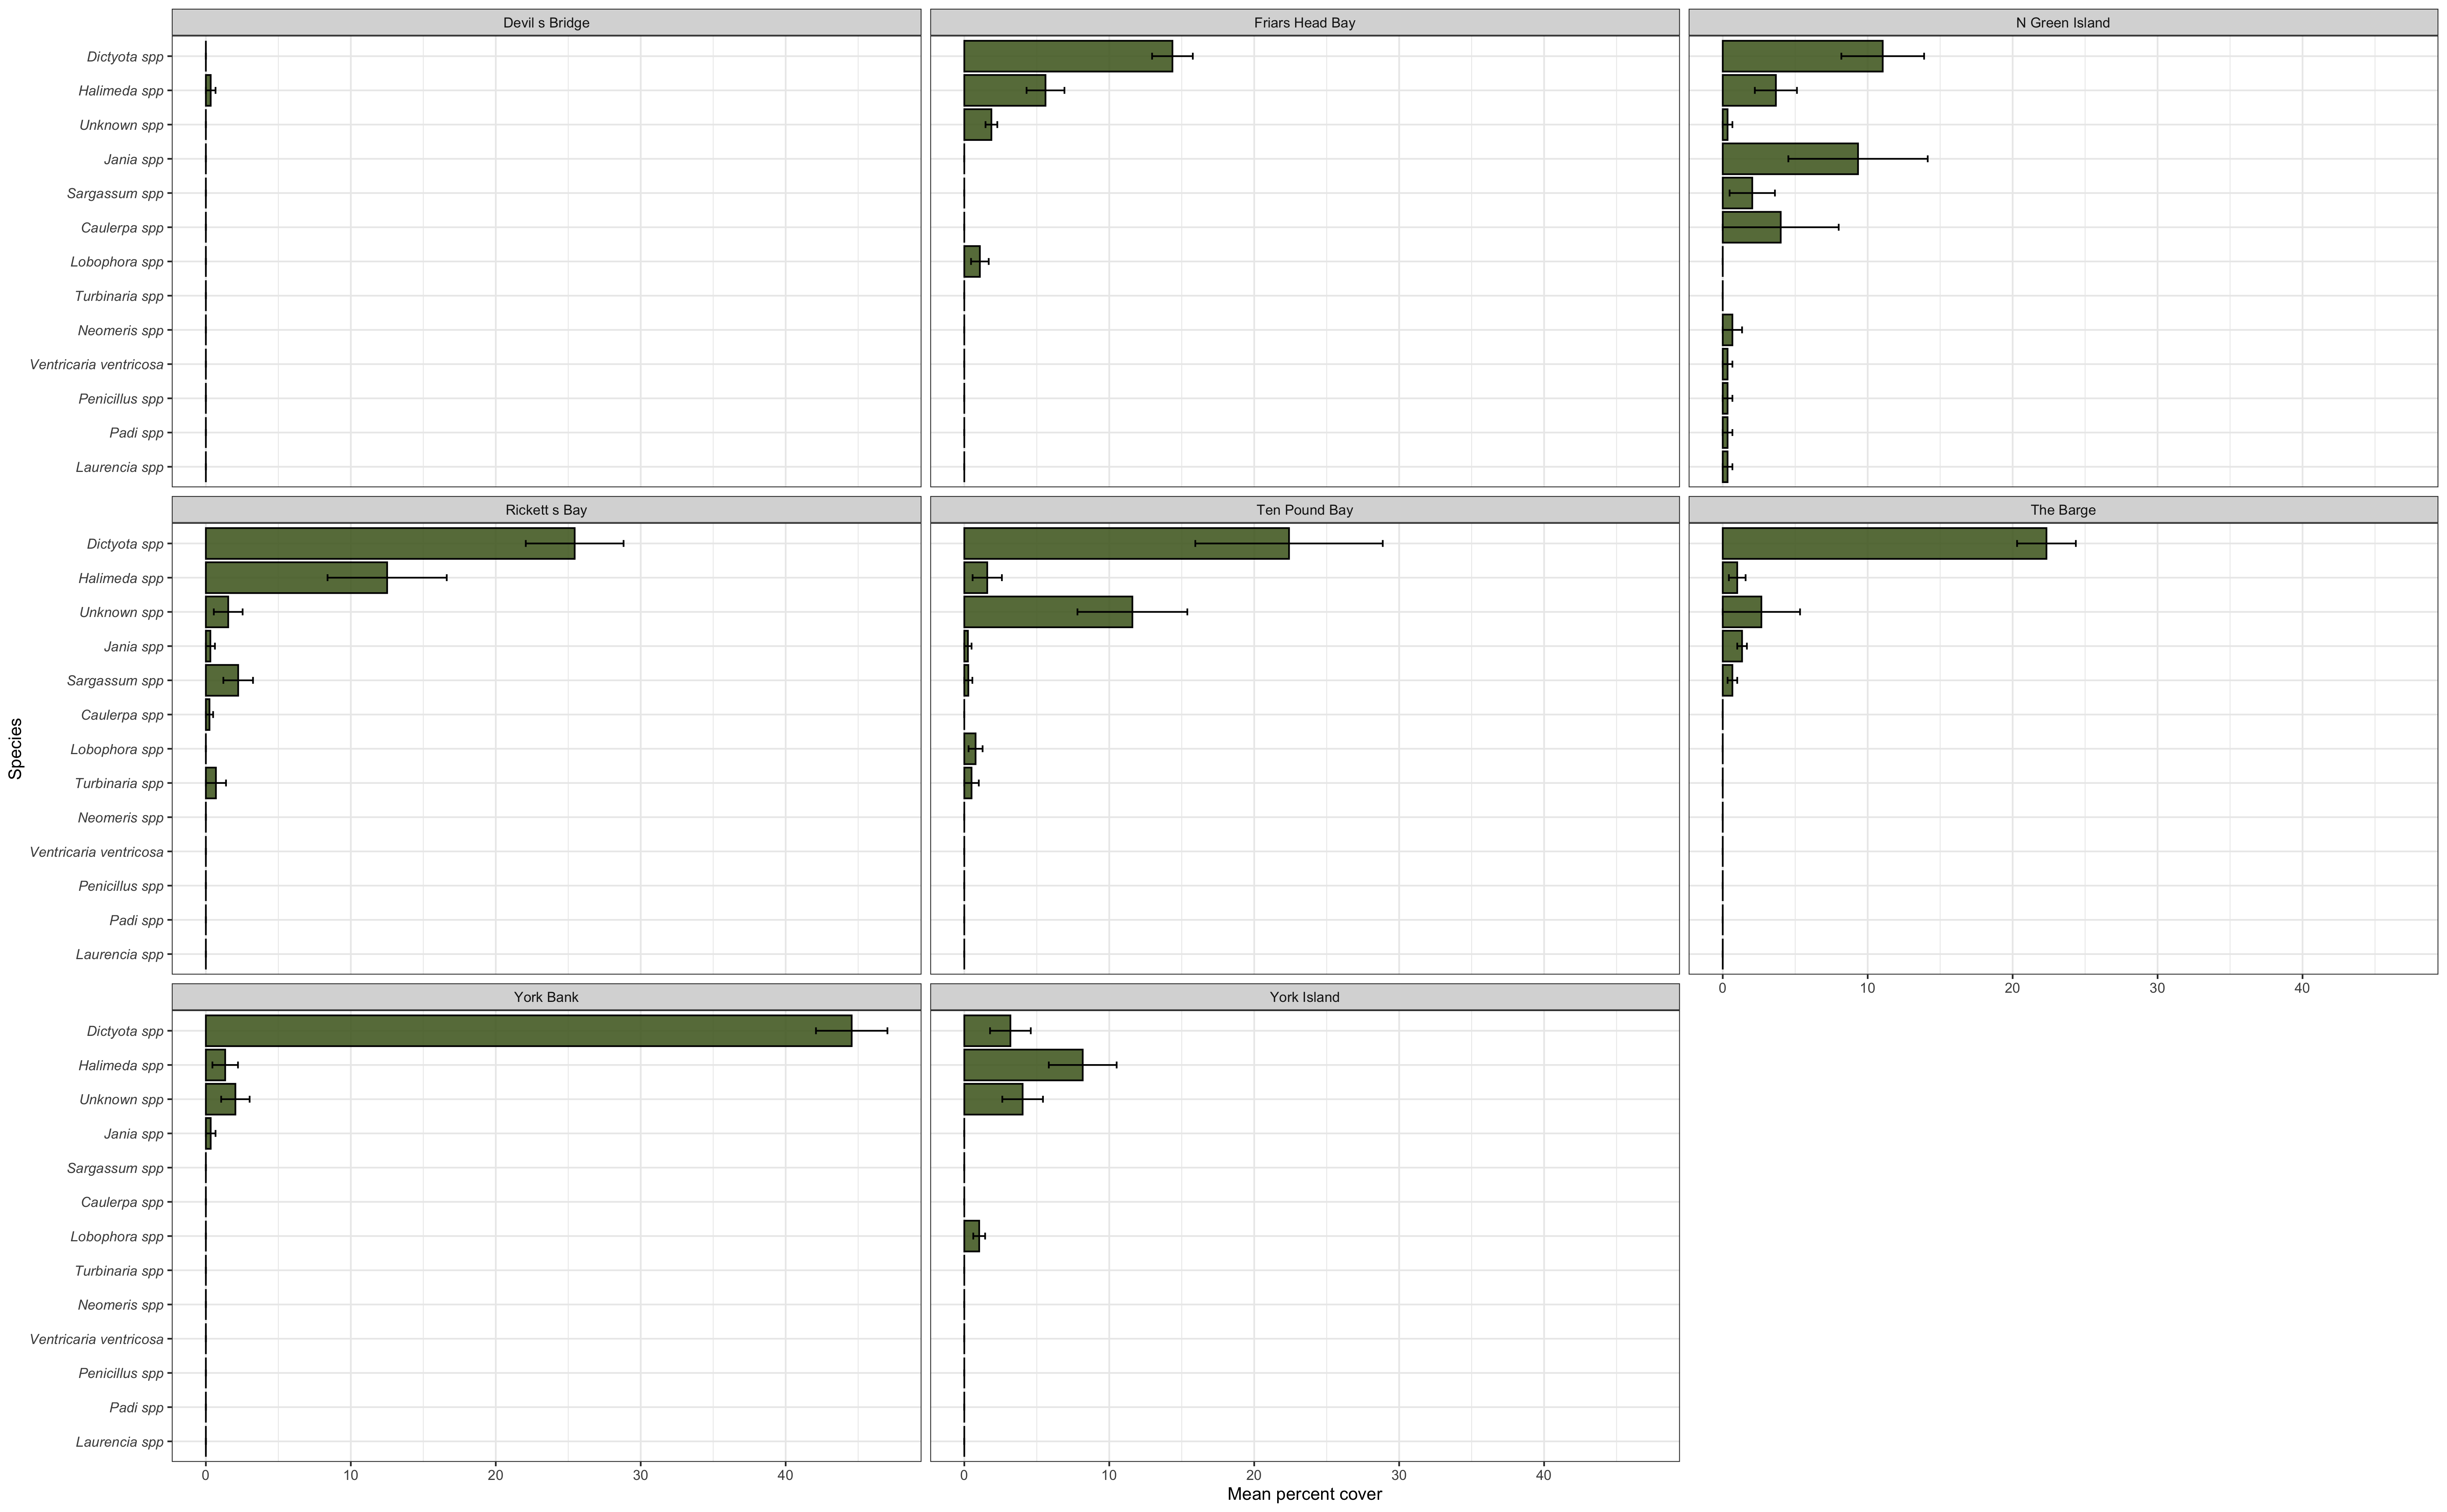 Devil s Bridge
Friars Head Bay
N Green Island
Dictyota spp
Halimeda spp
Unknown spp
Jania spp
Sargassum spp
Caulerpa spp
Lobophora spp
Turbinaria spp
Neomeris spp
Ventricaria ventricosa
Penicillus spp
Padi spp
Laurencia spp
Rickett s Bay
Ten Pound Bay
The Barge
Dictyota spp
Halimeda spp
Unknown spp
Jania spp
Sargassum spp
Caulerpa spp
Lobophora spp
Turbinaria spp
Neomeris spp
Ventricaria ventricosa
Penicillus spp
Padi spp
Laurencia spp
0 10 20 30 40
York Bank
York Island
Dictyota spp
Halimeda spp
Unknown spp
Jania spp
Sargassum spp
Caulerpa spp
Lobophora spp
Turbinaria spp
Neomeris spp
Ventricaria ventricosa
Penicillus spp
Padi spp
Laurencia spp
0 10 20 30 40
0 10 20 30 40
Species
Mean percent cover